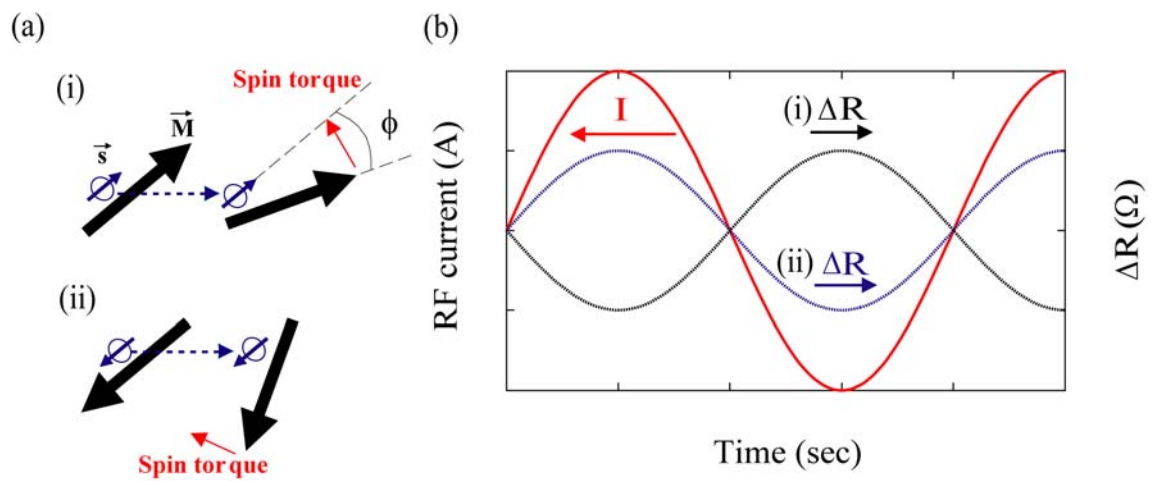 (a)
(i)
Spin torque
M
s
ϕ
(ii)
Spin torque
(b)
RF current (A)
I
(i) ΔR
(ii) ΔR
ΔR (Ω)
Time (sec)